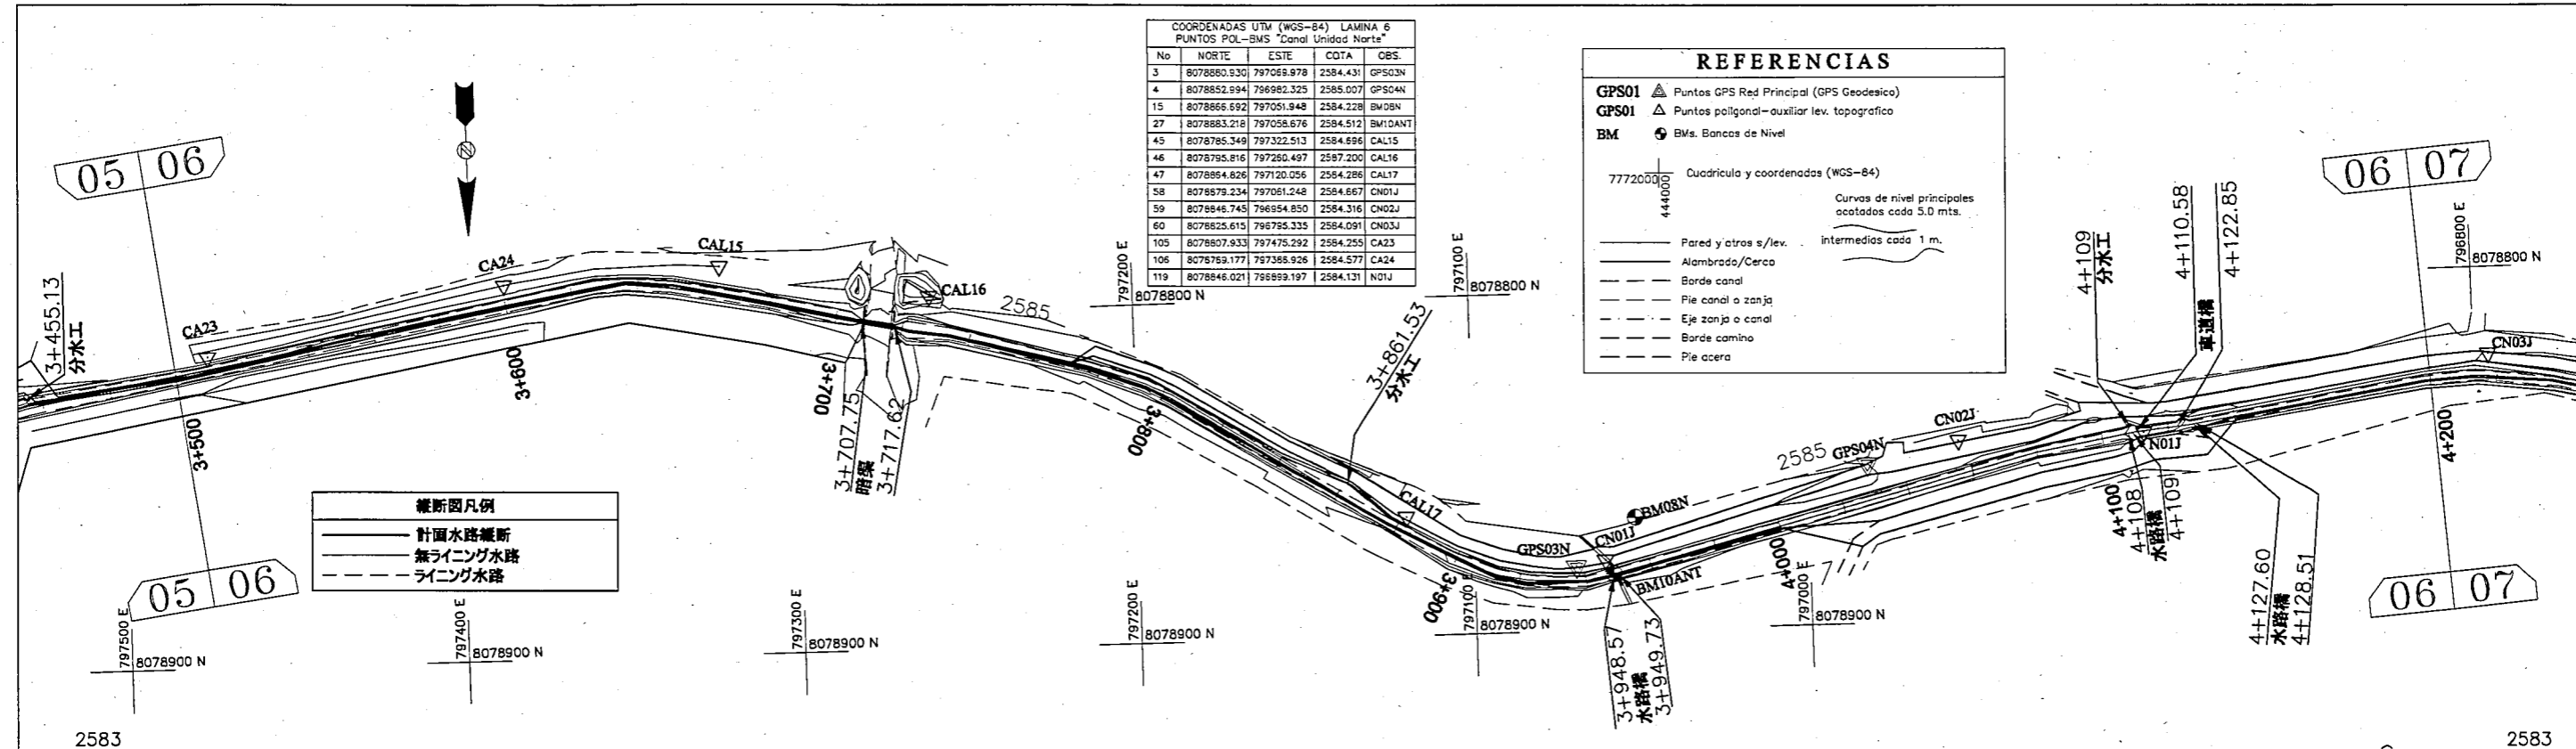 COORDENADAS UTM (WGS-84) LAMINA 6
PUNTOS POL-BMS "Canal Unidad Norte"
No NORTE ESTE COTA OBS.
3 8078880.930 797069.978 2584.431 GPS03N
4 8078852.994 796982.325 2585.007 GPS04N
15 8078866.692 797051.948 2584.228 BM08N
27 8078883.218 797058.676 2584.512 BM10ANT
45 8078785.349 797322.513 2584.696 CAL15
46 8078795.816 797260.497 2587.200 CAL16
47 8078864.826 797120.056 2584.286 CAL17
58 8078879.234 797061.248 2584.667 CN01J
59 8078846.745 796954.850 2584.316 CN02J
60 8078825.615 796795.335 2584.091 CN03J
105 8078807.933 797475.292 2584.255 CA23
106 8078789.177 797386.926 2584.577 CA24
119 8078846.021 796899.197 2584.131 N01J
REFERENCIAS
GPS01 Puntos GPS Red Principal (GPS Geodesico)
GPS01 Puntos poligonal-auxiliar lev. topografico
BM BMs. Bancos de Nivel
7772000
444000
Cuadricula y coordenadas (WGS-84)
Curvas de nivel principales
acotados cada 5.0 mts.
intermedias cada 1 m.
Pared y otros s/lev.
Alambrado/Cerco
Borde canal
Pie canal o zanja
Eje zanja o canal
Borde camino
Pie acera
05 06
06 07
N
3+455.13
分水工
CA23
CA24
CAL15
CAL16
2585
797200 E
8078800 N
797100 E
8078800 N
796800 E
8078800 N
3+500
3+600
3+700
3+707.75
暗渠
3+717.62
3+800
3+861.53
分水工
CAL17
GPS03N
CN01J
BM08N
BM10ANT
3+900
3+948.57
水路橋
3+949.73
2585
GPS04N
CN02J
4+000
4+109
分水工
4+110.58
車道橋
4+122.85
N01J
4+100
4+108
水路橋
4+109
4+127.60
水路橋
4+128.51
4+200
CN03J
縦断図凡例
計画水路縦断
無ライニング水路
ライニング水路
05 06
06 07
797500 E
8078900 N
797400 E
8078900 N
797300 E
8078900 N
797200 E
8078900 N
797100 E
8078900 N
797000 E
8078900 N
2583
2583